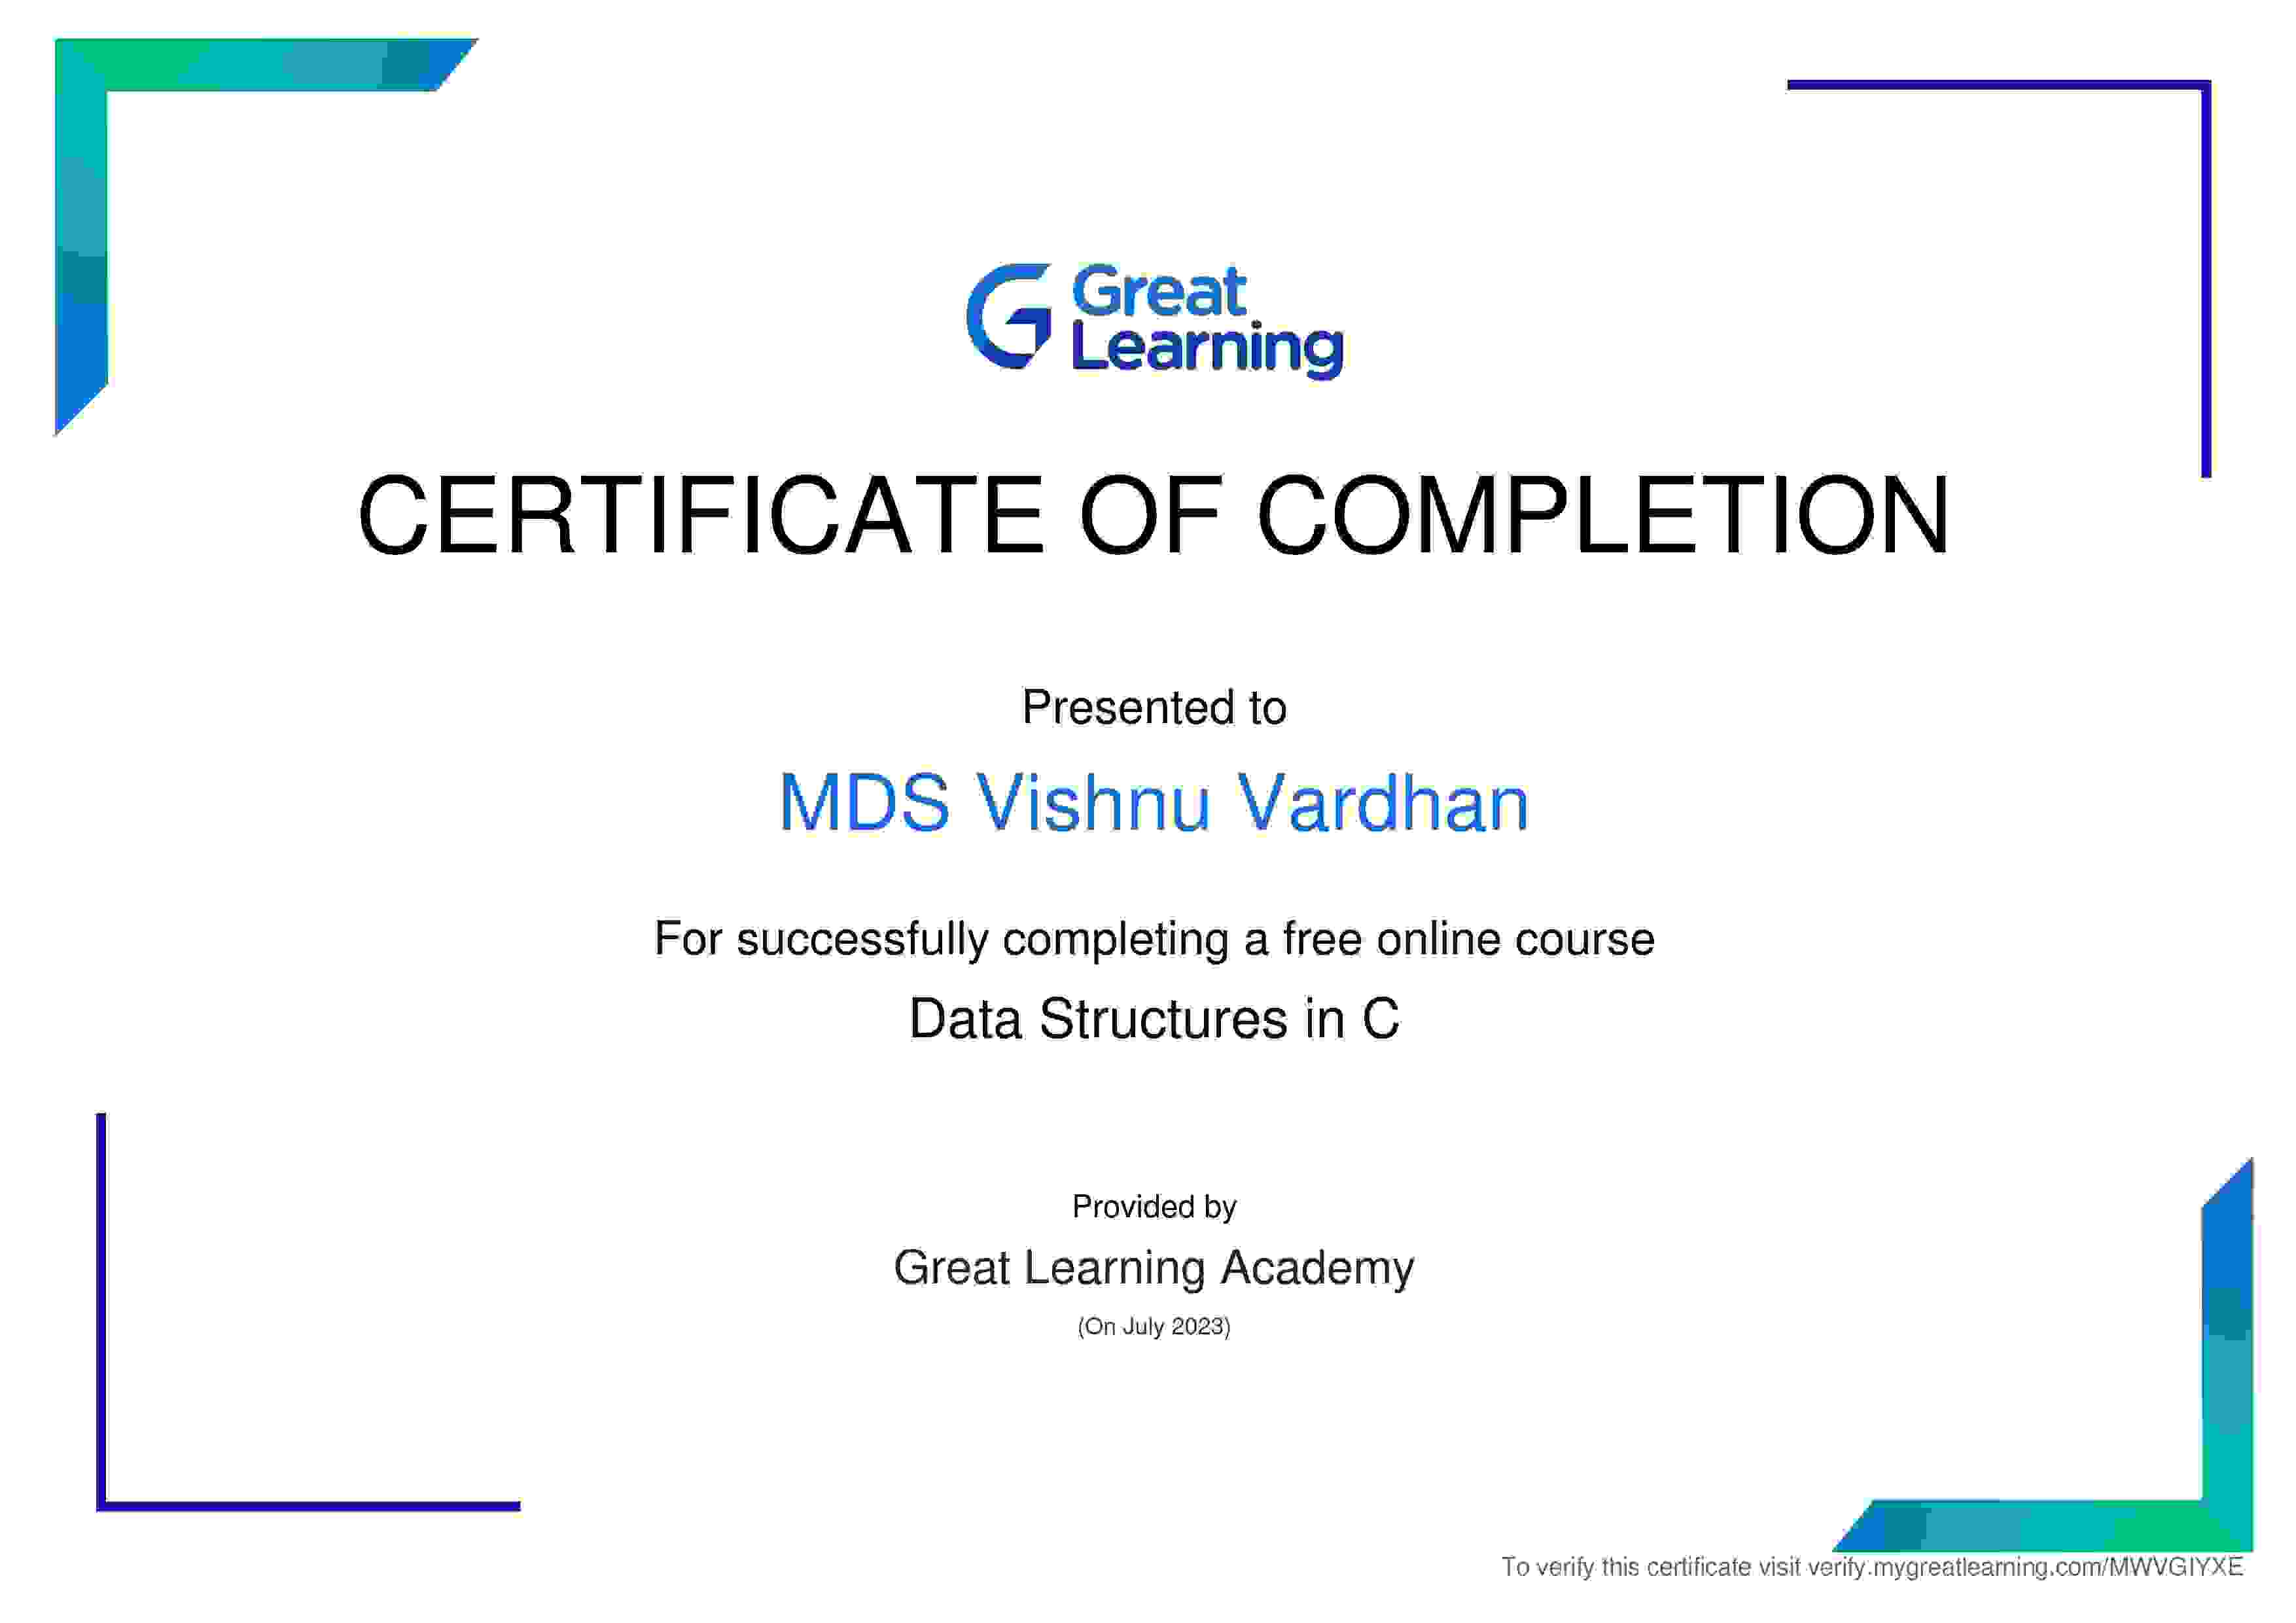 Great
Learning
CERTIFICATE OF COMPLETION
Presented to
MDS Vishnu Vardhan
For successfully completing a free online course
Data Structures in C
Provided by
Great Learning Academy
(On July 2023)
To verify this certificate visit verify.mygreatlearning.com/MWVGIYXE